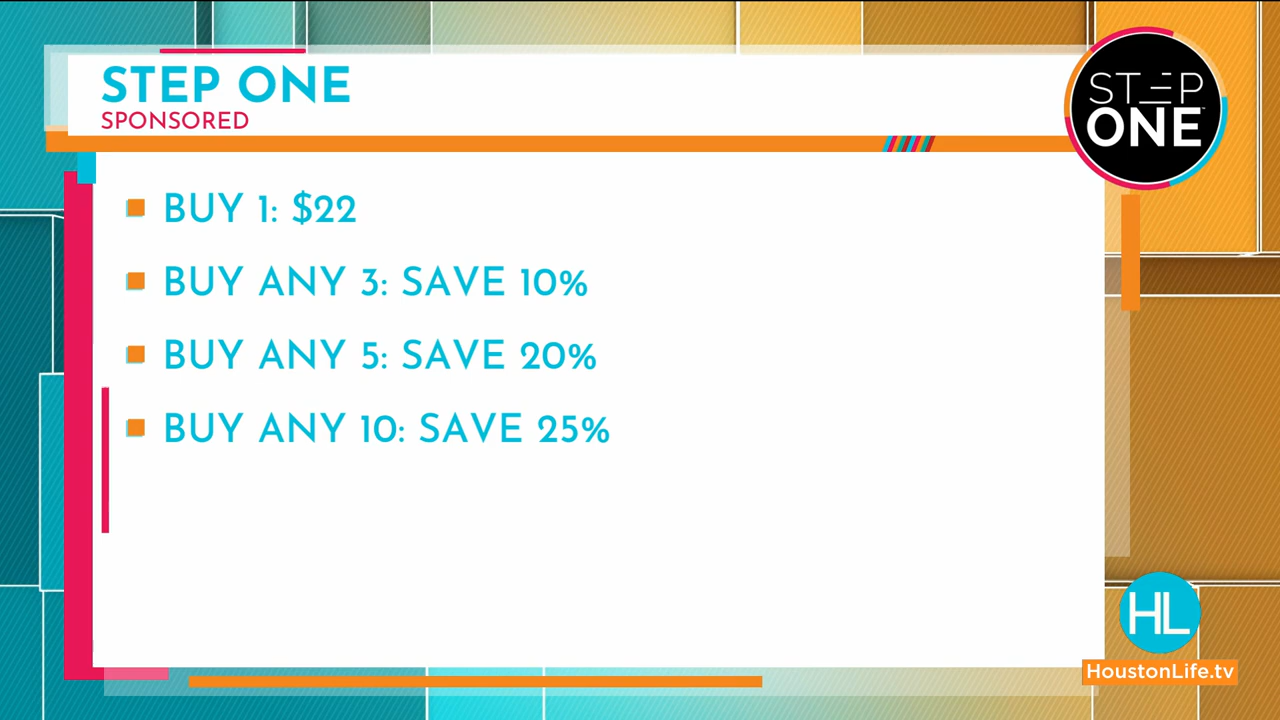 STEP ONE
SPONSORED
STEP
ONE
BUY 1: $22
BUY ANY 3: SAVE 10%
BUY ANY 5: SAVE 20%
BUY ANY 10: SAVE 25%
HL
HoustonLife.tv